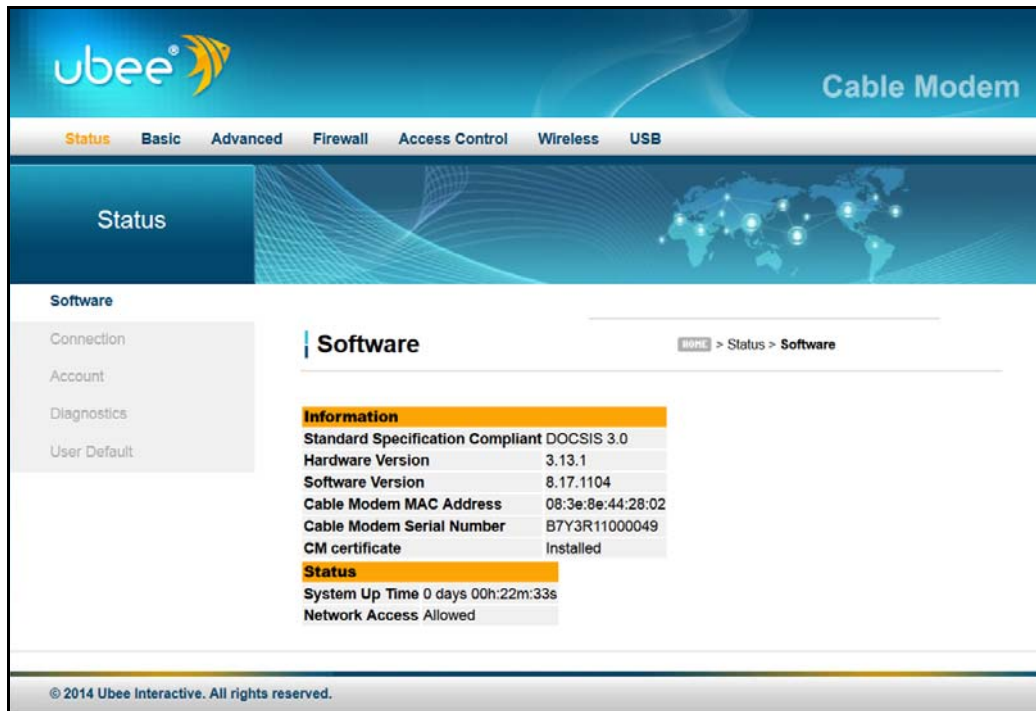 ubee®
Cable Modem
Status Basic Advanced Firewall Access Control Wireless USB
Status
Software
Connection
Account
Diagnostics
User Default
Software
HOME > Status > Software
Information
Standard Specification Compliant DOCSIS 3.0
Hardware Version 3.13.1
Software Version 8.17.1104
Cable Modem MAC Address 08:3e:8e:44:28:02
Cable Modem Serial Number B7Y3R11000049
CM certificate Installed
Status
System Up Time 0 days 00h:22m:33s
Network Access Allowed
© 2014 Ubee Interactive. All rights reserved.